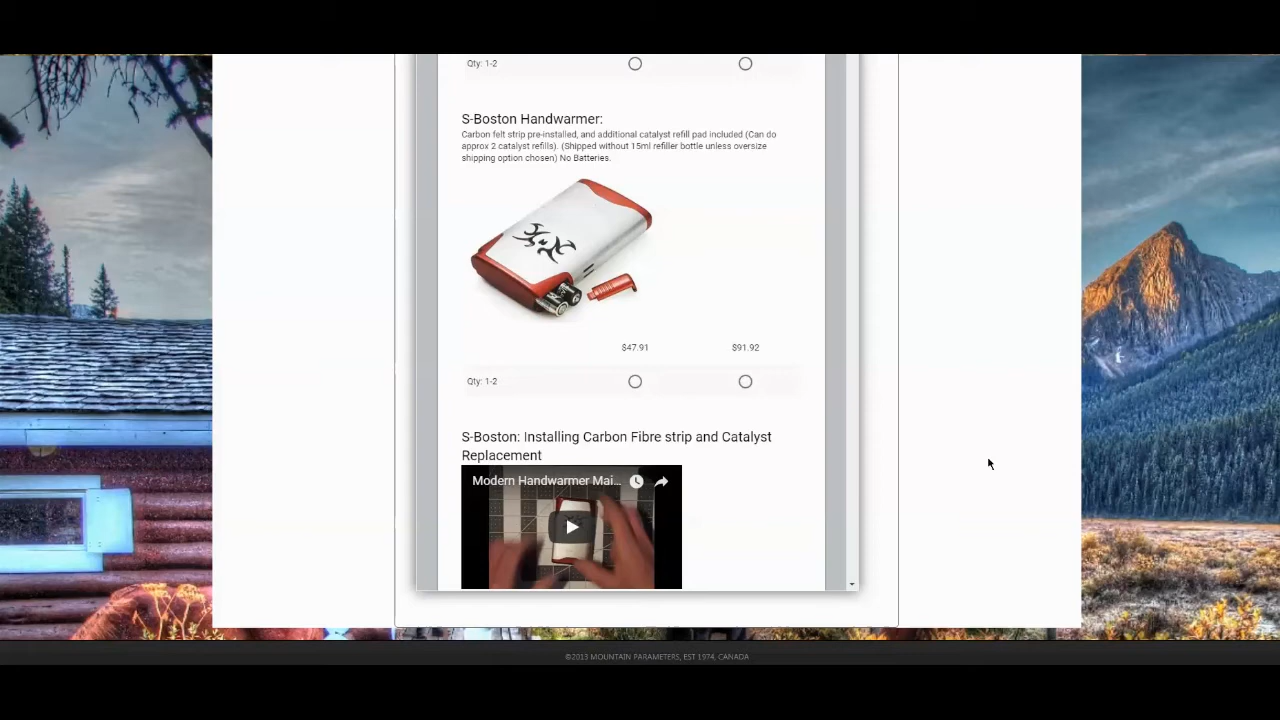 Qty: 1-2
S-Boston Handwarmer:
Carbon felt strip pre-installed, and additional catalyst refill pad included (Can do
approx 2 catalyst refills). (Shipped without 15ml refiller bottle unless oversize
shipping option chosen) No Batteries.
$47.91 $91.92
Qty: 1-2
S-Boston: Installing Carbon Fibre strip and Catalyst
Replacement
Modern Handwarmer Mai...
©2013 MOUNTAIN PARAMETERS, EST 1974, CANADA